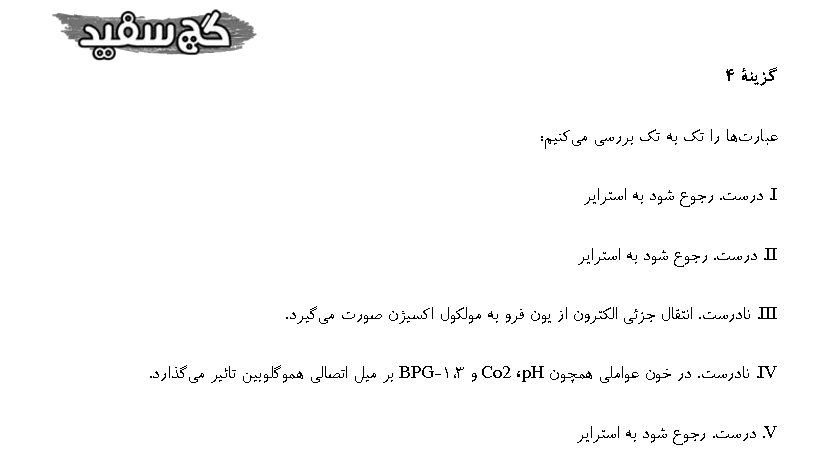 گچ سفید
گزینهٔ ۴
عبارت‌ها را تک به تک بررسی می‌کنیم:
I. درست. رجوع شود به استرایر
II. درست. رجوع شود به استرایر
III. نادرست. انتقال جزئی الکترون از یون فرو به مولکول اکسیژن صورت می‌گیرد.
IV. نادرست. در خون عواملی همچون Co2 ،pH و BPG-۱،۳ بر میل اتصالی هموگلوبین تاثیر می‌گذارد.
V. درست. رجوع شود به استرایر